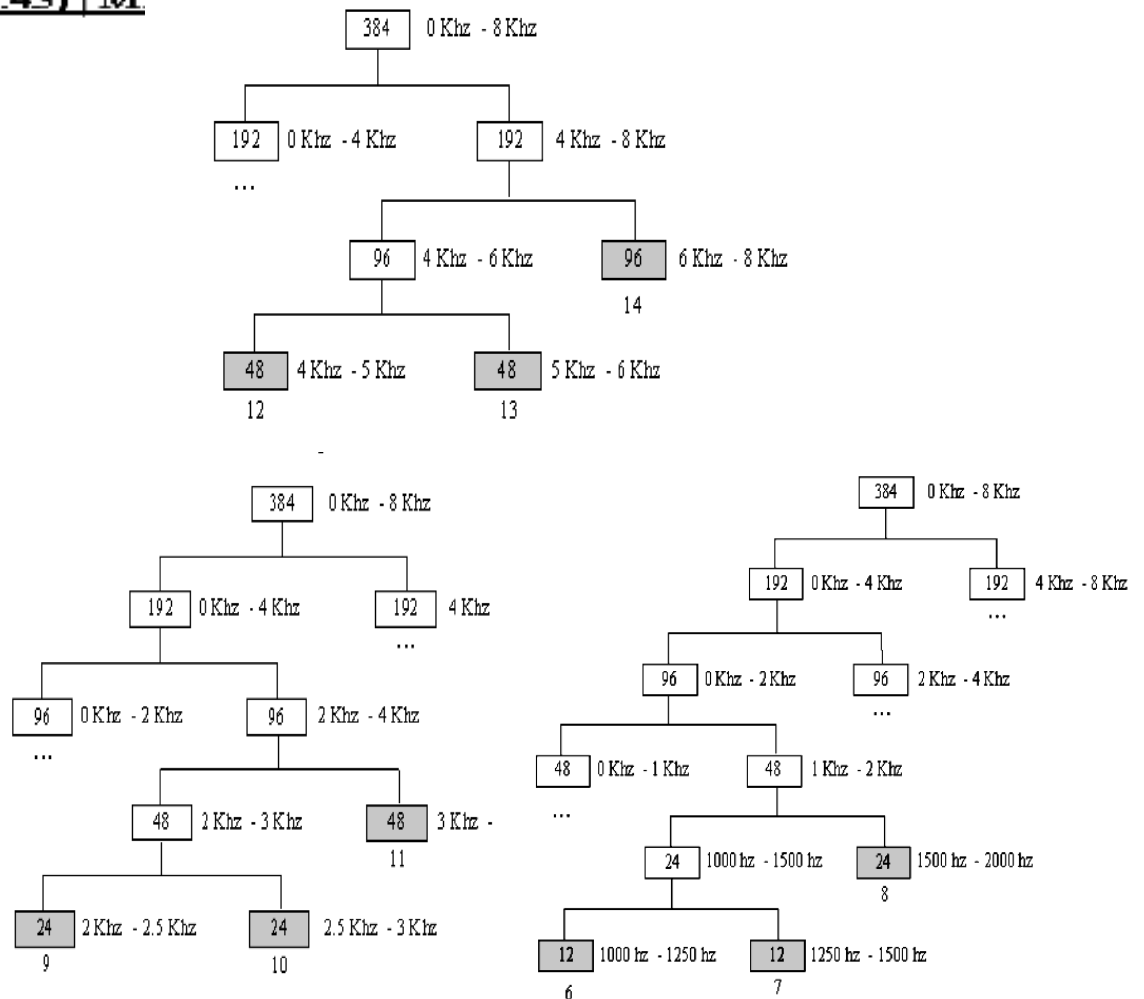 384 0 Khz - 8 Khz
192 0 Khz - 4 Khz 192 4 Khz - 8 Khz
...
96 4 Khz - 6 Khz 96 6 Khz - 8 Khz
14
48 4 Khz - 5 Khz 48 5 Khz - 6 Khz
12 13
-
384 0 Khz - 8 Khz
192 0 Khz - 4 Khz 192 4 Khz
...
96 0 Khz - 2 Khz 96 2 Khz - 4 Khz
...
48 2 Khz - 3 Khz 48 3 Khz -
11
24 2 Khz - 2.5 Khz 24 2.5 Khz - 3 Khz
9 10
384 0 Khz - 8 Khz
192 0 Khz - 4 Khz 192 4 Khz - 8 Khz
...
96 0 Khz - 2 Khz 96 2 Khz - 4 Khz
...
48 0 Khz - 1 Khz 48 1 Khz - 2 Khz
...
24 1000 hz - 1500 hz 24 1500 hz - 2000 hz
8
12 1000 hz - 1250 hz 12 1250 hz - 1500 hz
6 7